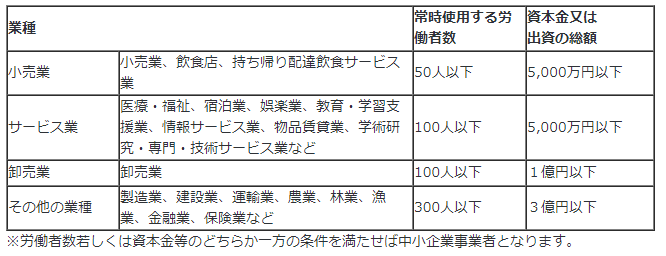 業種
常時使用する労
働者数
資本金又は
出資の総額
小売業
小売業、飲食店、持ち帰り配達飲食サービス
業
50人以下
5,000万円以下
サービス業
医療・福祉、宿泊業、娯楽業、教育・学習支
援業、情報サービス業、物品賃貸業、学術研
究・専門・技術サービス業など
100人以下
5,000万円以下
卸売業
卸売業
100人以下
１億円以下
その他の業種
製造業、建設業、運輸業、農業、林業、漁
業、金融業、保険業など
300人以下
３億円以下
※労働者数若しくは資本金等のどちらか一方の条件を満たせば中小企業事業者となります。